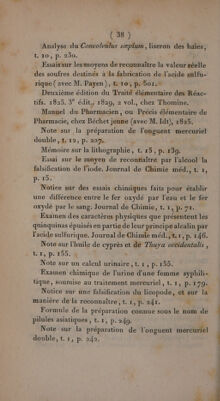 ( 38 )
Analyse du Convolvulus sæpium, liseron des haies,
t. 10, p. 230.
Essai sur les moyens de reconnaître la valeur réelle
des soufres destinés à la fabrication de l'acide sulfu-
rique (avec M. Payen), t. 10, p. 501.
Deuxième édition du Traité élémentaire des Réac-
tifs. 1825. 3e édit., 1829, 2 vol., chez Thomine.
Manuel du Pharmacien, ou Précis élémentaire de
Pharmacie, chez Béchet jeune (avec M. Idt), 1825.
Note sur la préparation de l'onguent mercuriel
double, t. 12, p. 227.
Mémoire sur la lithographie, t. 15, p. 139.
Essai sur le moyen de reconnaître par l'alcool la
falsification de l'iode. Journal de Chimie méd., t. 1,
p. 15.
Notice sur des essais chimiques faits pour établir
une différence entre le fer oxydé par l'eau et le fer
oxydé par le sang. Journal de Chimie, t. 1, p. 71.
Examen des caractères physiques que présentent les
quinquinas épuisés en partie de leur principe alcalin par
l'acide sulfurique. Journal de Chimie méd., t. 1, p. 146.
Note sur l'huile de cyprès et de Thuya occidentalis,
t. 1, p. 155.
Note sur un calcul urinaire, t. 1, p. 155.
Examen chimique de l'urine d'une femme syphili-
tique, soumise au traitement mercuriel, t. 1, p. 179.
Notice sur une falsification du licopode, et sur la
manière de la reconnaître, t. 1, p. 241.
Formule de la préparation connue sous le nom de
pilules asiatiques, t. 1, p. 249.
Note sur la préparation de l'onguent mercuriel
double, t. 1, p. 242.